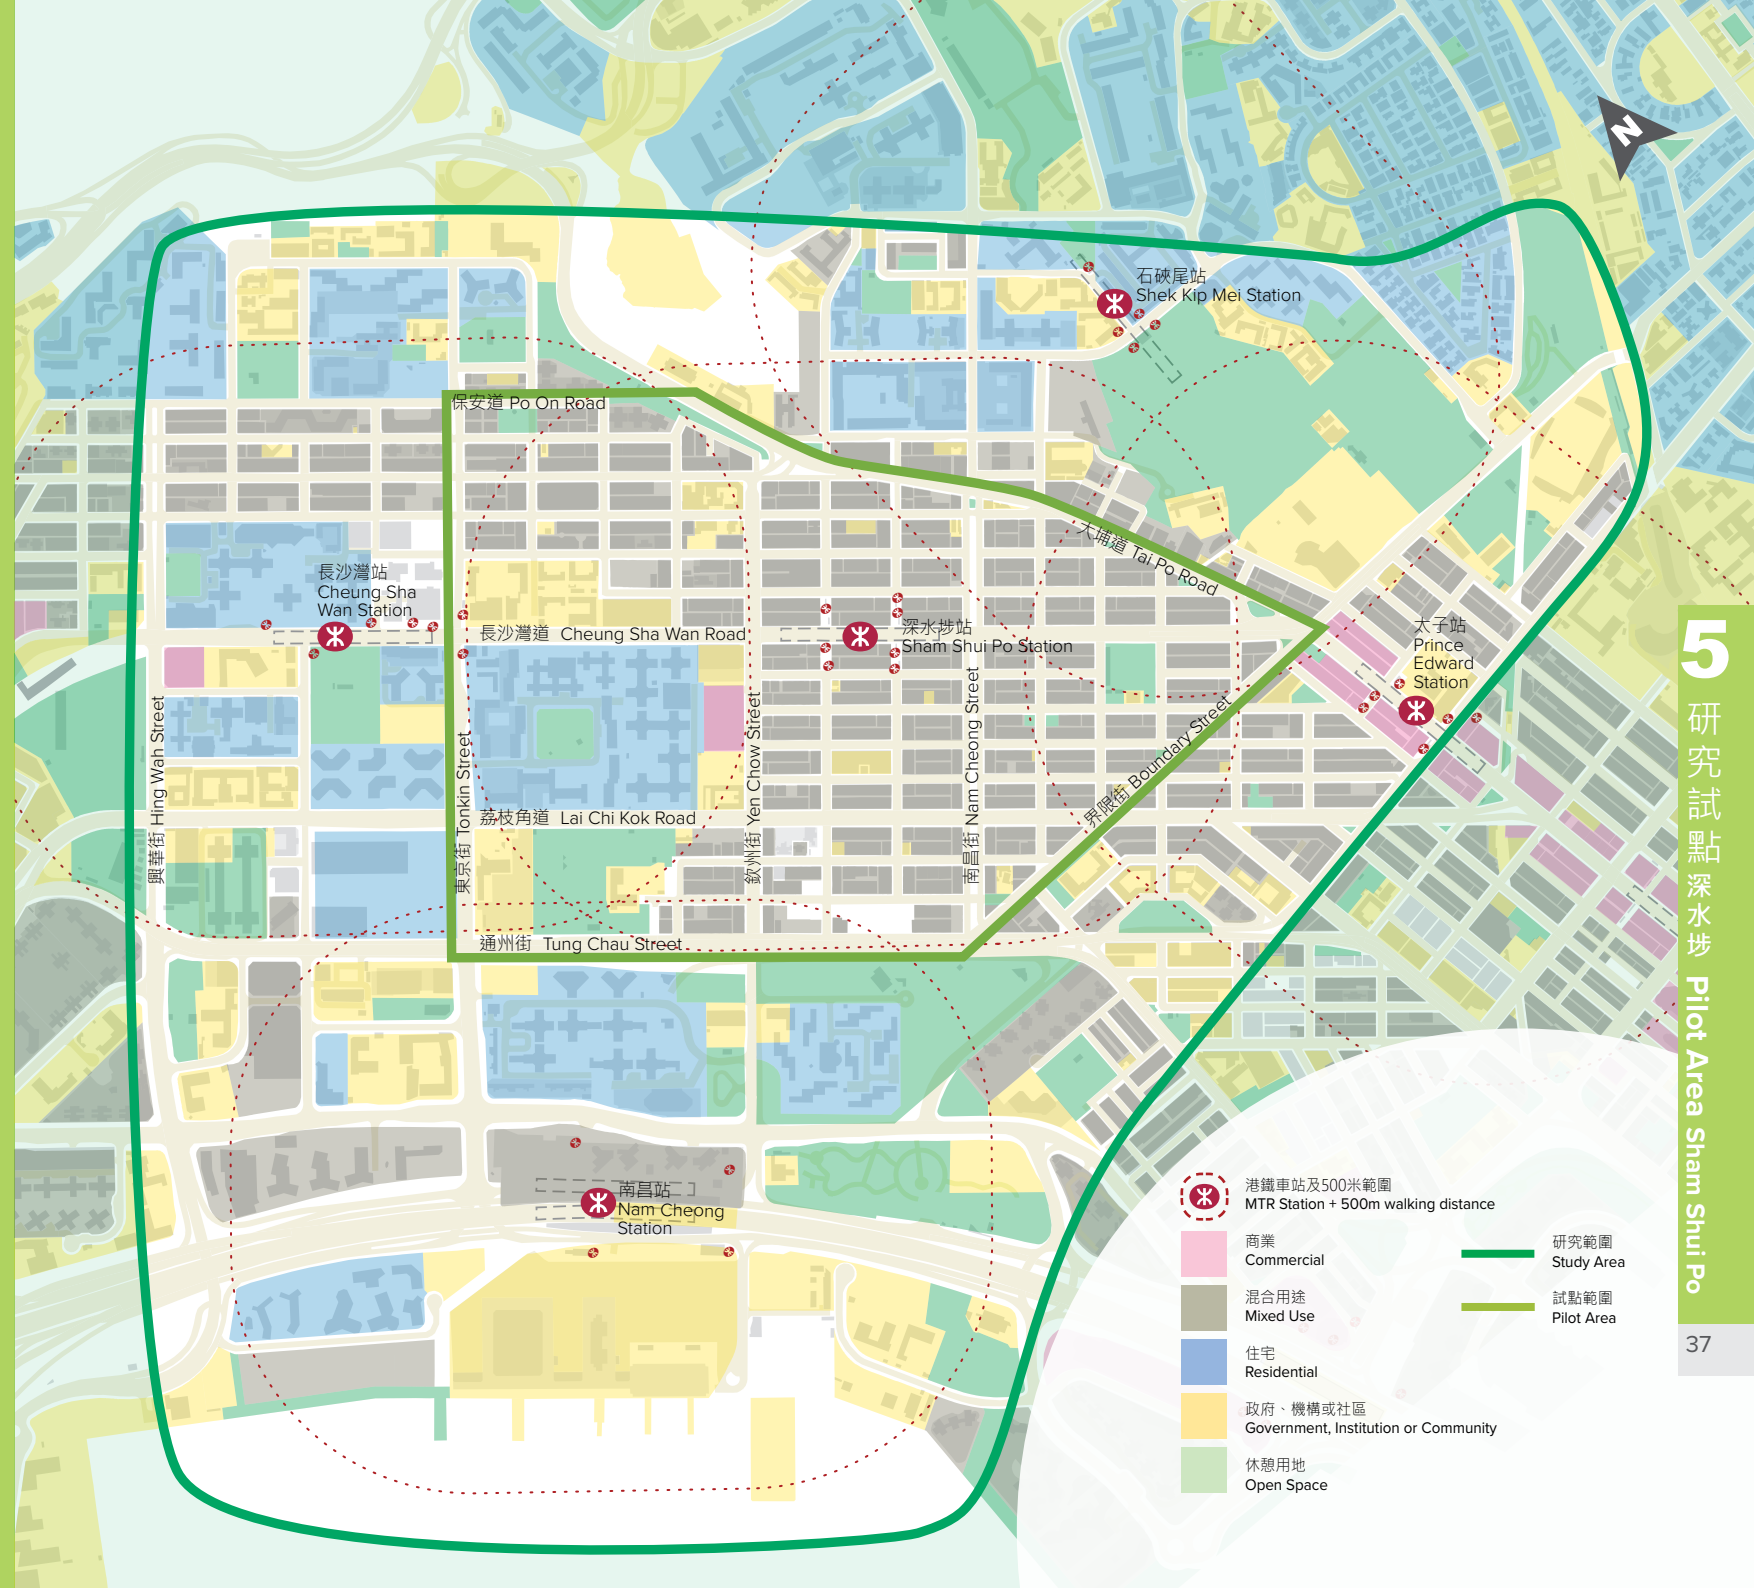 N
石硤尾站
Shek Kip Mei Station
保安道 Po On Road
大埔道 Tai Po Road
長沙灣站
Cheung Sha
Wan Station
長沙灣道 Cheung Sha Wan Road
深水埗站
Sham Shui Po Station
太子站
Prince
Edward
Station
興華街 Hing Wah Street
東京街 Tonkin Street
欽州街 Yen Chow Street
南昌街 Nam Cheong Street
界限街 Boundary Street
荔枝角道 Lai Chi Kok Road
通州街 Tung Chau Street
南昌站
Nam Cheong
Station
港鐵車站及500米範圍
MTR Station + 500m walking distance
商業
Commercial
混合用途
Mixed Use
住宅
Residential
政府、機構或社區
Government, Institution or Community
休憩用地
Open Space
研究範圍
Study Area
試點範圍
Pilot Area
5
研究試點 深水埗 Pilot Area Sham Shui Po
37